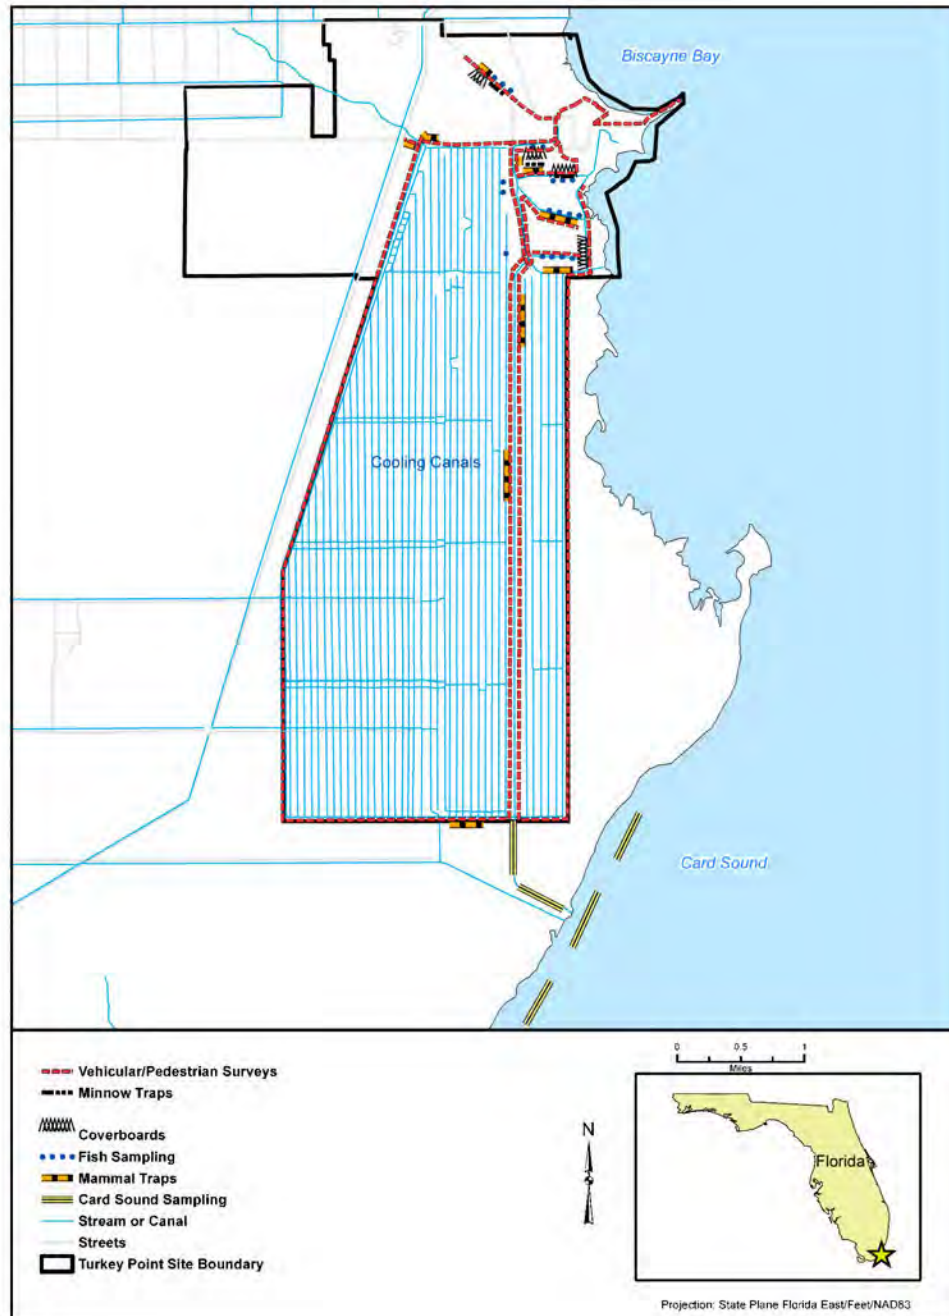 Biscayne Bay
Cooling Canals
Card Sound
Vehicular/Pedestrian Surveys
Minnow Traps
Coverboards
Fish Sampling
Mammal Traps
Card Sound Sampling
Stream or Canal
Streets
Turkey Point Site Boundary
N
0 0.5 1
Miles
Florida
Projection: State Plane Florida East/Feet/NAD83